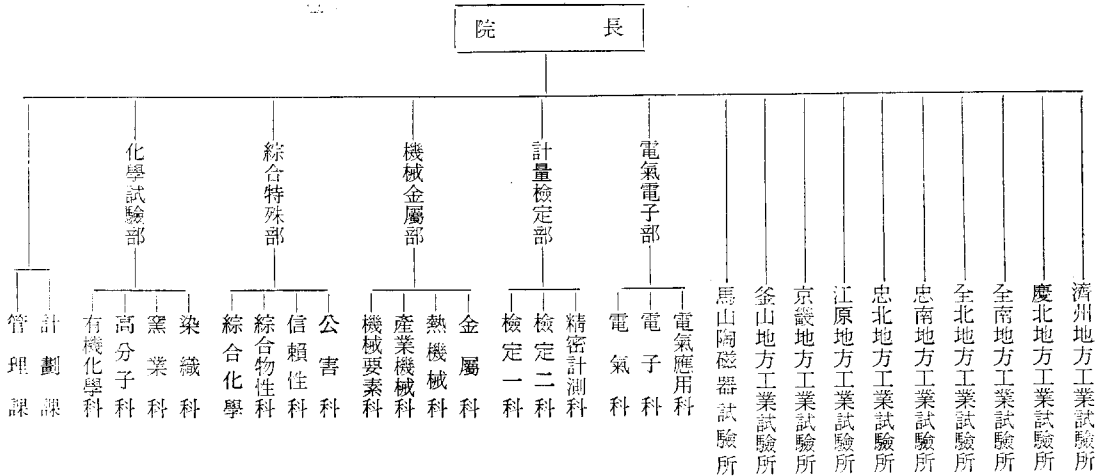 院長
化學試驗部
綜合特殊部
機械金屬部
計量檢定部
電氣電子部
管理課
計劃課
有機化學科
高分子科
窯業科
染織科
綜合化學
綜合物性科
信賴性科
公害科
機械要素科
產業機械科
熱機械科
金屬科
檢定一科
檢定二科
精密計測科
電氣科
電子科
電氣應用科
馬山陶磁器試驗所
釜山地方工業試驗所
京畿地方工業試驗所
江原地方工業試驗所
忠北地方工業試驗所
忠南地方工業試驗所
全北地方工業試驗所
全南地方工業試驗所
慶北地方工業試驗所
濟州地方工業試驗所